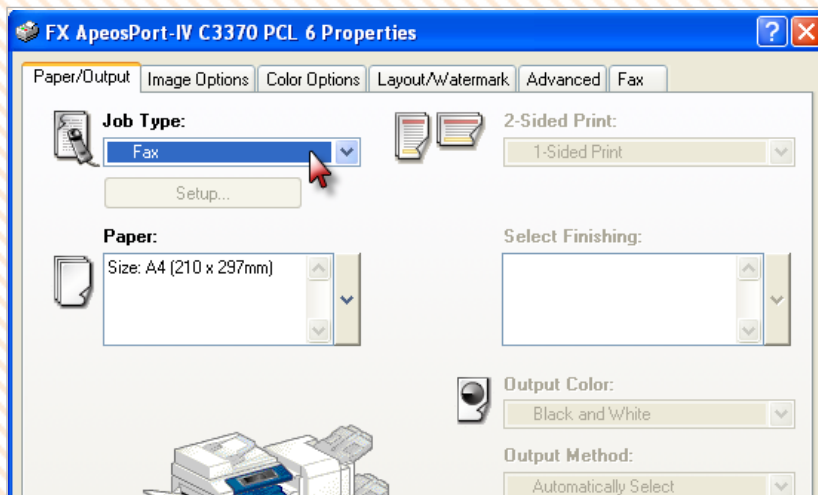 FX ApeosPort-IV C3370 PCL 6 Properties
Paper/Output Image Options Color Options Layout/Watermark Advanced Fax
Job Type:
Fax
Setup...
Paper:
Size: A4 (210 x 297mm)
2-Sided Print:
1-Sided Print
Select Finishing:
Output Color:
Black and White
Output Method:
Automatically Select